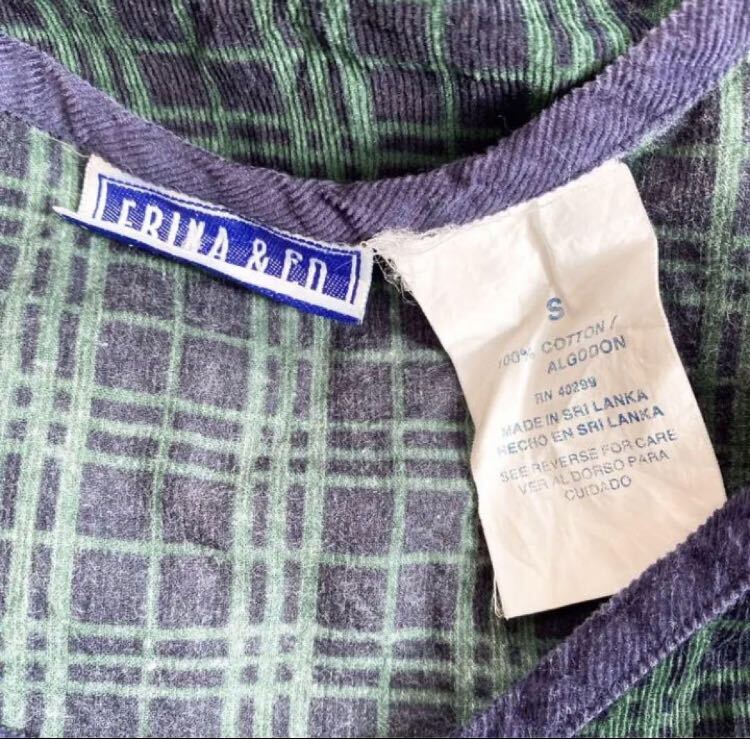 ERINA & ED
S
100% COTTON /
ALGODON
RN 40299
MADE IN SRI LANKA
HECHO EN SRI LANKA
SEE REVERSE FOR CARE
VER AL DORSO PARA
CUIDADO